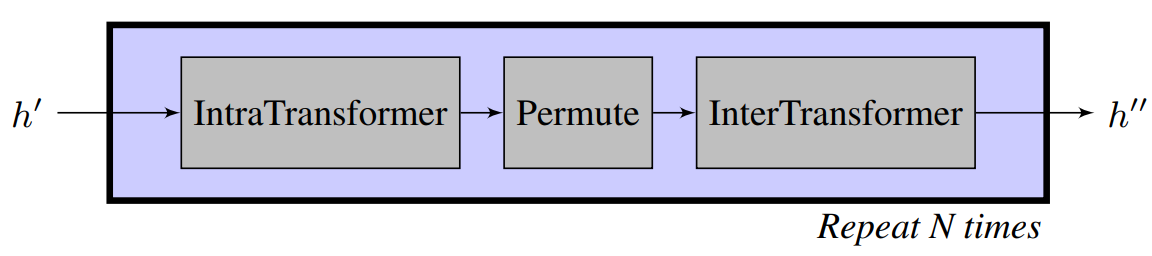 h′ IntraTransformer Permute InterTransformer h′′
Repeat N times